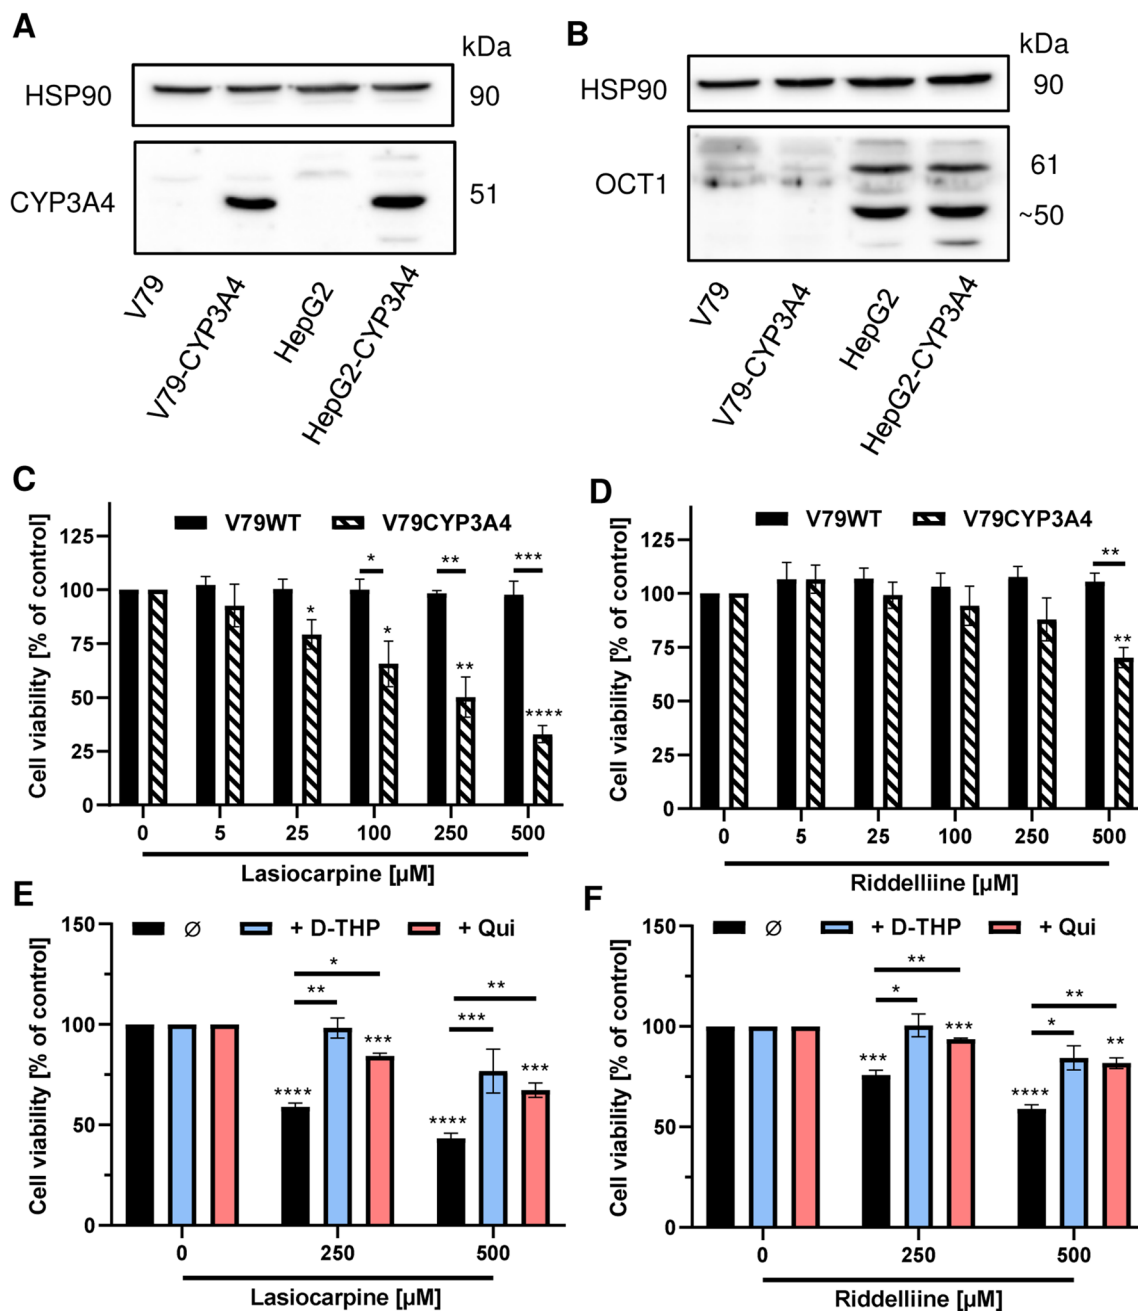 A
kDa
HSP90
90
CYP3A4
51
V79
V79-CYP3A4
HepG2
HepG2-CYP3A4
B
kDa
HSP90
90
OCT1
61
~50
V79
V79-CYP3A4
HepG2
HepG2-CYP3A4
C
V79WT V79CYP3A4
Cell viability [% of control]
125
100
75
50
25
0
* ** ***
* * ** ****
0 5 25 100 250 500
Lasiocarpine [µM]
D
V79WT V79CYP3A4
Cell viability [% of control]
125
100
75
50
25
0
**
**
0 5 25 100 250 500
Riddelliine [µM]
E
∅ + D-THP + Qui
Cell viability [% of control]
150
100
50
0
* **
** ***
**** *** **** ***
0 250 500
Lasiocarpine [µM]
F
∅ + D-THP + Qui
Cell viability [% of control]
150
100
50
0
** **
* *
*** *** **** **
0 250 500
Riddelliine [µM]